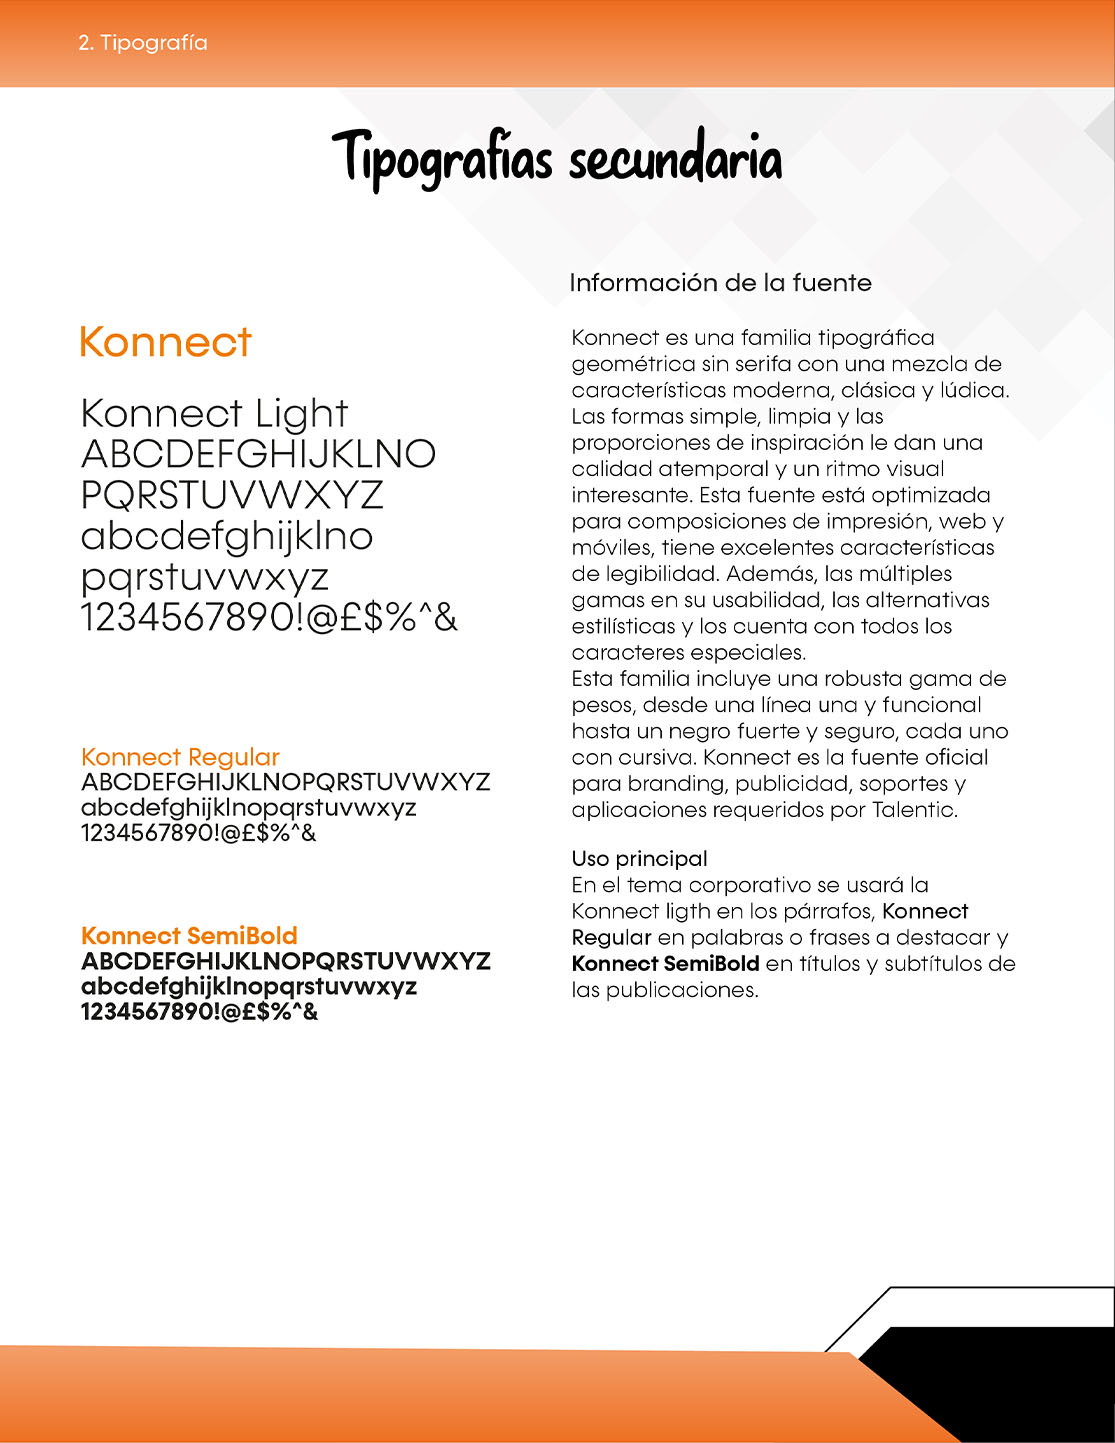 2. Tipografía
Tipografías secundaria
Konnect
Konnect Light
ABCDEFGHIJKLNO
PQRSTUVWXYZ
abcdefghijklno
pqrstuvwxyz
1234567890!@£$%^&
Konnect Regular
ABCDEFGHIJKLNOPQRSTUVWXYZ
abcdefghijklnopqrstuvwxyz
1234567890!@£$%^&
Konnect SemiBold
ABCDEFGHIJKLNOPQRSTUVWXYZ
abcdefghijklnopqrstuvwxyz
1234567890!@£$%^&
Información de la fuente
Konnect es una familia tipográfica
geométrica sin serifa con una mezcla de
características moderna, clásica y lúdica.
Las formas simple, limpia y las
proporciones de inspiración le dan una
calidad atemporal y un ritmo visual
interesante. Esta fuente está optimizada
para composiciones de impresión, web y
móviles, tiene excelentes características
de legibilidad. Además, las múltiples
gamas en su usabilidad, las alternativas
estilísticas y los cuenta con todos los
caracteres especiales.
Esta familia incluye una robusta gama de
pesos, desde una línea una y funcional
hasta un negro fuerte y seguro, cada uno
con cursiva. Konnect es la fuente oficial
para branding, publicidad, soportes y
aplicaciones requeridos por Talentic.
Uso principal
En el tema corporativo se usará la
Konnect ligth en los párrafos, Konnect
Regular en palabras o frases a destacar y
Konnect SemiBold en títulos y subtítulos de
las publicaciones.